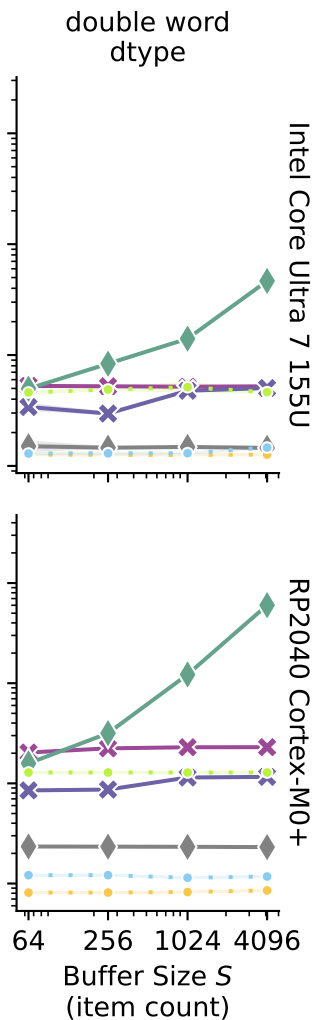 double word
dtype
Intel Core Ultra 7 155U
RP2040 Cortex-M0+
64 256 1024 4096
Buffer Size S
(item count)